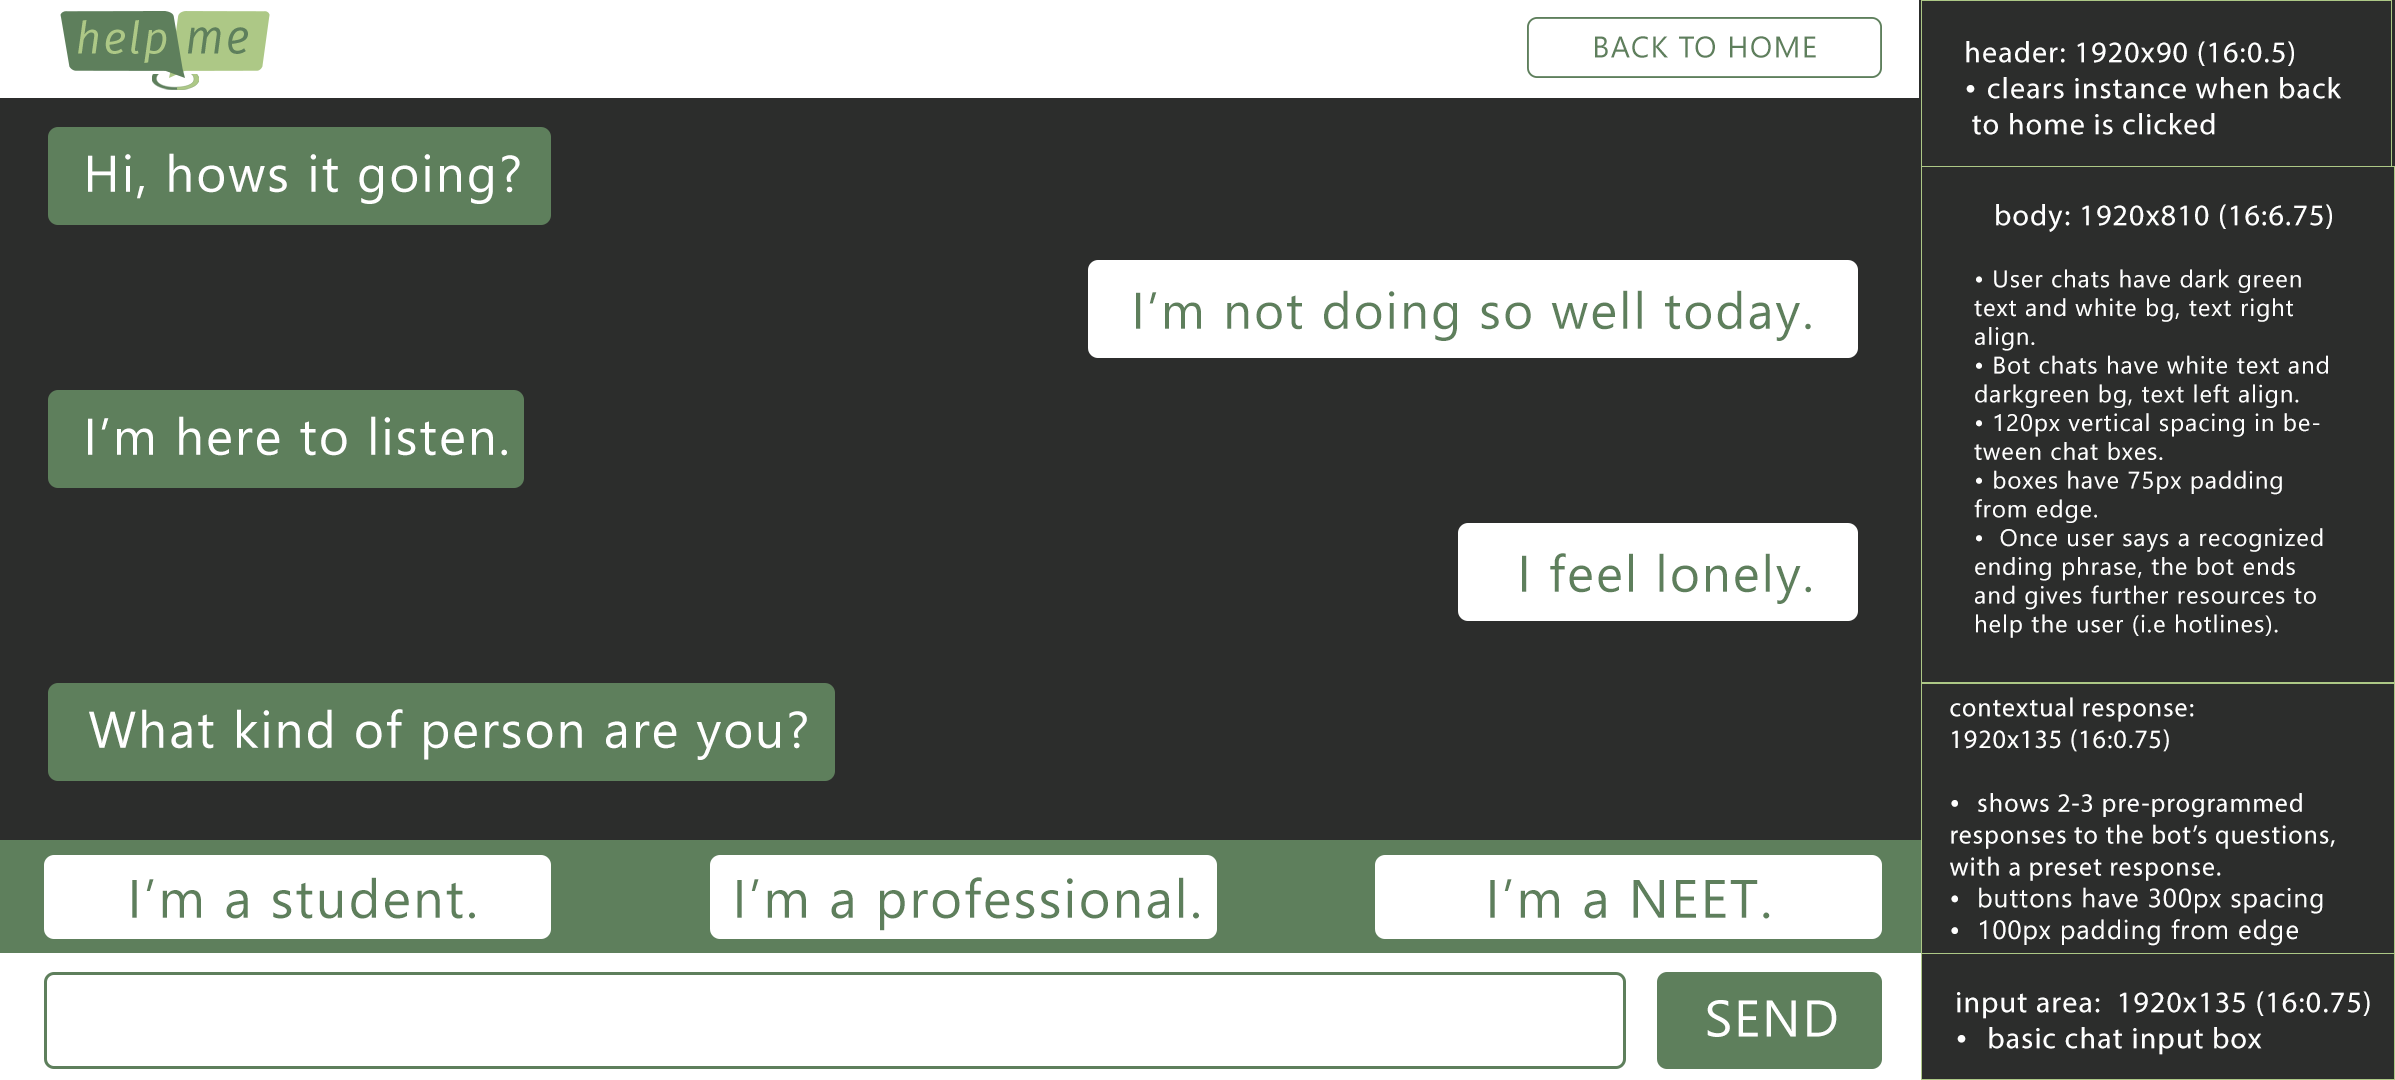 help me
BACK TO HOME
Hi, hows it going?
I’m not doing so well today.
I’m here to listen.
I feel lonely.
What kind of person are you?
I’m a student.
I’m a professional.
I’m a NEET.
SEND
header: 1920x90 (16:0.5)
• clears instance when back
to home is clicked
body: 1920x810 (16:6.75)
• User chats have dark green
text and white bg, text right
align.
• Bot chats have white text and
darkgreen bg, text left align.
• 120px vertical spacing in be-
tween chat bxes.
• boxes have 75px padding
from edge.
• Once user says a recognized
ending phrase, the bot ends
and gives further resources to
help the user (i.e hotlines).
contextual response:
1920x135 (16:0.75)
• shows 2-3 pre-programmed
responses to the bot’s questions,
with a preset response.
• buttons have 300px spacing
• 100px padding from edge
input area: 1920x135 (16:0.75)
• basic chat input box